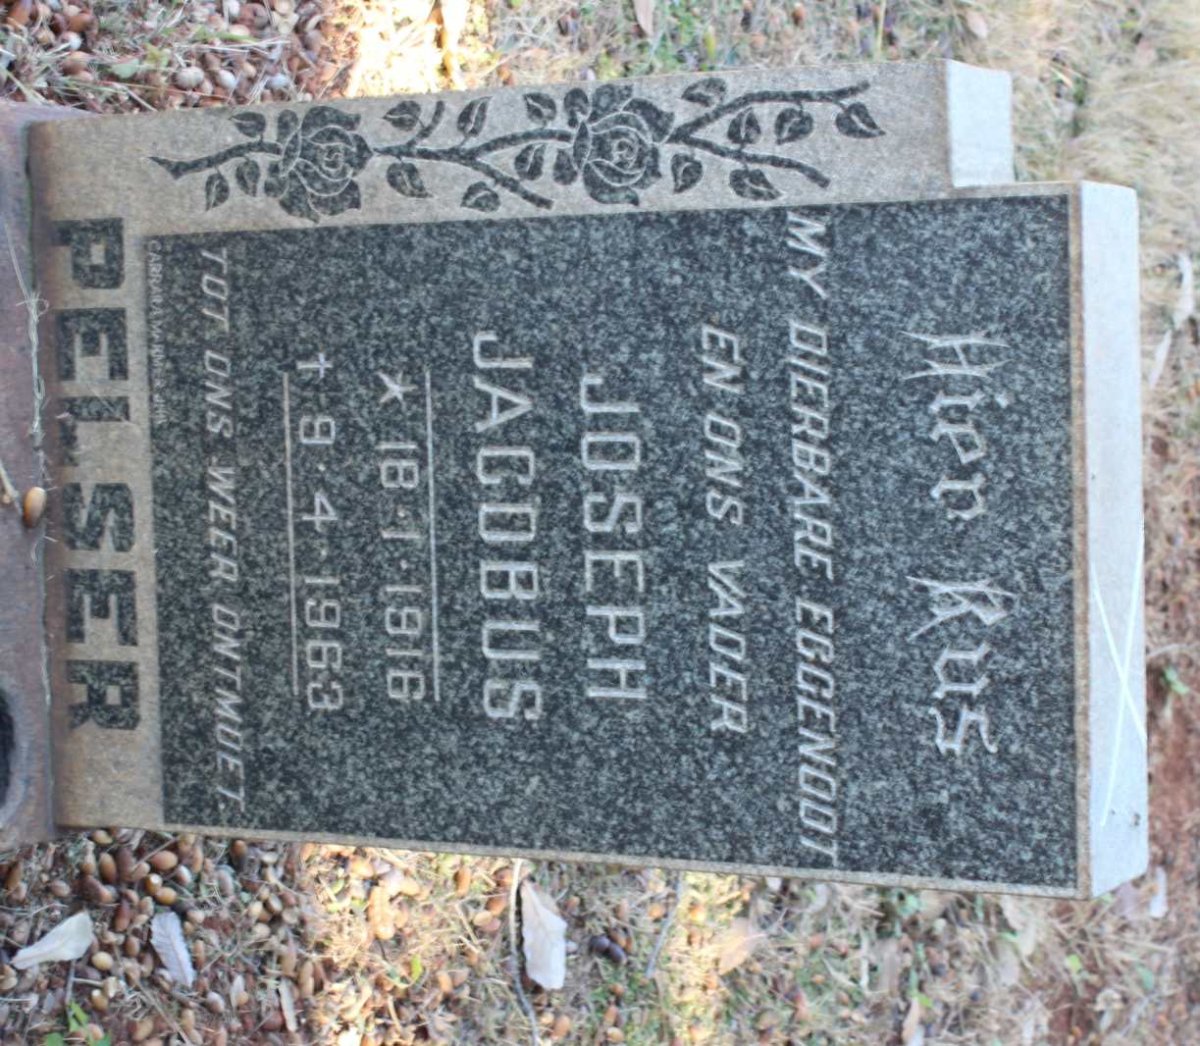 Hier Rus
MY DIERBARE EGGENOOT
EN ONS VADER
JOSEPH
JACOBUS
★ 18·1·1916
✝ 9·4·1963
TOT ONS WEER ONTMOET.
PELSER